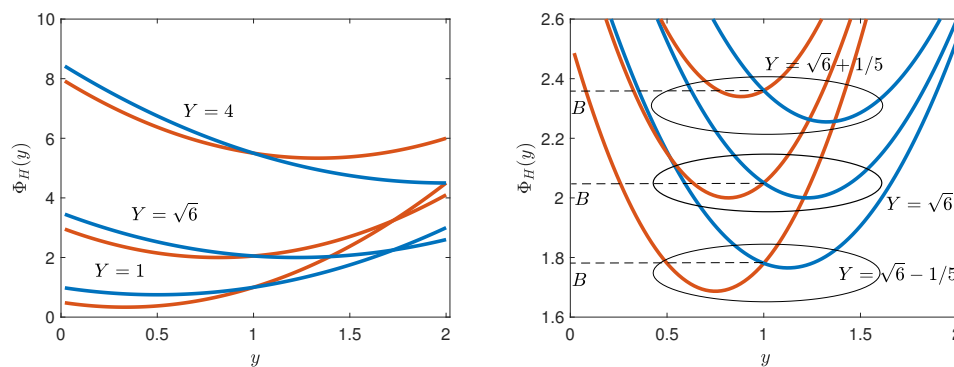 10
8
6
4
2
0
Φ_H(y)
Y = 4
Y = √6
Y = 1
0
0.5
1
1.5
2
y
2.6
2.4
2.2
2
1.8
1.6
Φ_H(y)
Y = √6 + 1/5
B
B
Y = √6
B
Y = √6 − 1/5
0
0.5
1
1.5
2
y